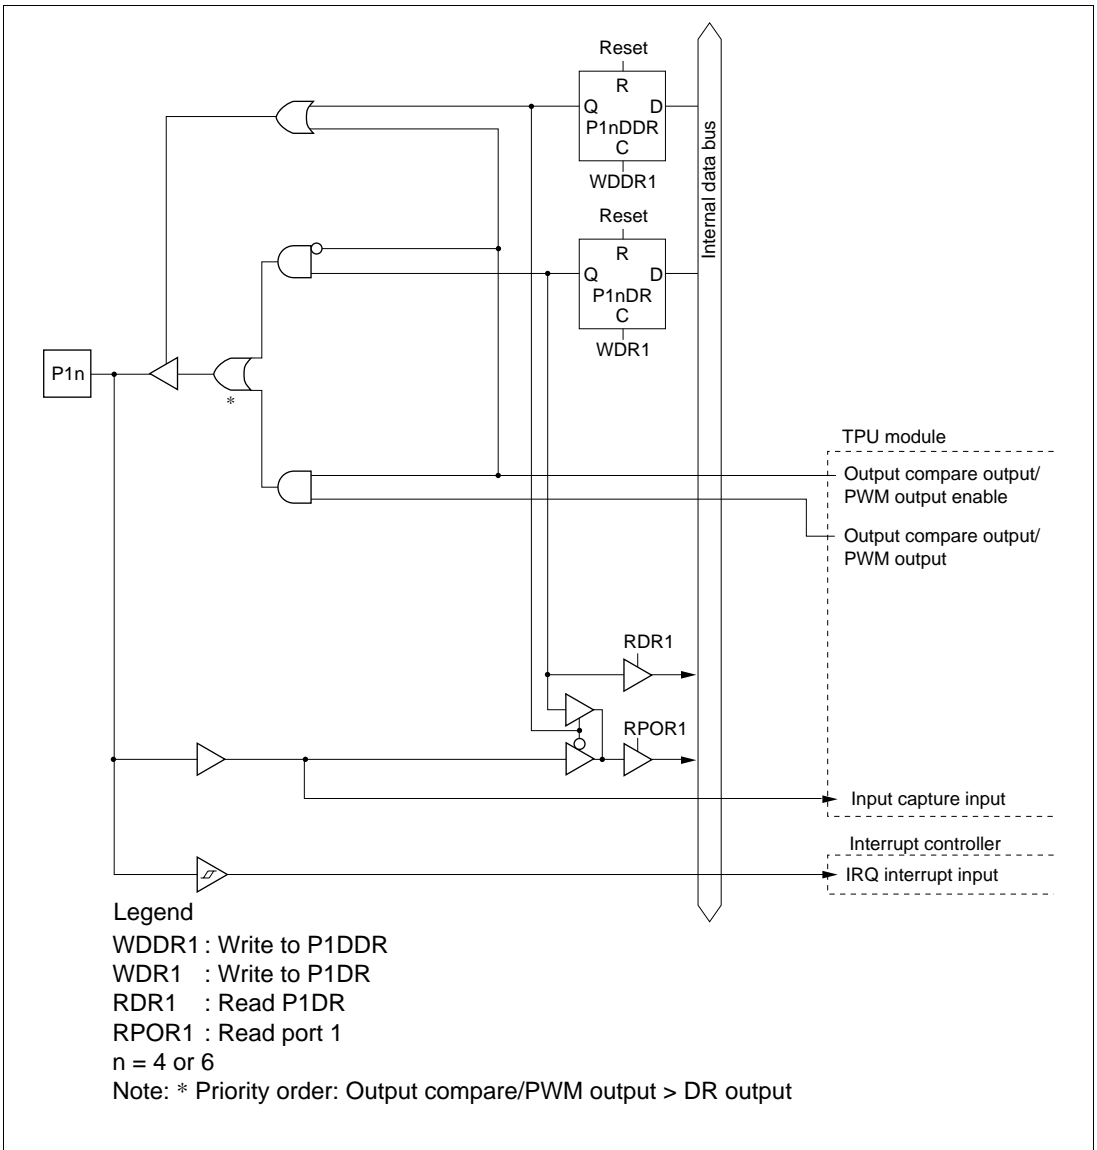 Reset
R
Q D
P1nDDR
C
WDDR1
Internal data bus
Reset
R
Q D
P1nDR
C
WDR1
P1n
*
TPU module
Output compare output/
PWM output enable
Output compare output/
PWM output
RDR1
RPOR1
Input capture input
Interrupt controller
IRQ interrupt input
Legend
WDDR1 : Write to P1DDR
WDR1 : Write to P1DR
RDR1 : Read P1DR
RPOR1 : Read port 1
n = 4 or 6
Note: * Priority order: Output compare/PWM output > DR output